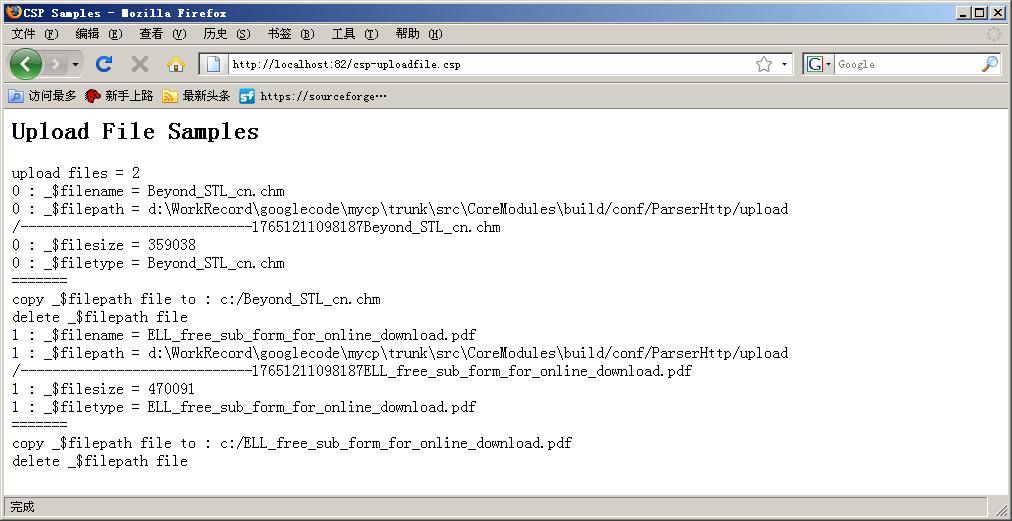 CSP Samples - Mozilla Firefox
文件 (F) 编辑 (E) 查看 (V) 历史 (S) 书签 (B) 工具 (T) 帮助 (H)
http://localhost:82/csp-uploadfile.csp
G Google
访问最多 新手上路 最新头条 sf https://sourceforge...
Upload File Samples
upload files = 2
0 : _$filename = Beyond_STL_cn.chm
0 : _$filepath = d:\WorkRecord\googlecode\mycp\trunk\src\CoreModules\build/conf/ParserHttp/upload
/-----------------------------17651211098187Beyond_STL_cn.chm
0 : _$filesize = 359038
0 : _$filetype = Beyond_STL_cn.chm
=======
copy _$filepath file to : c:/Beyond_STL_cn.chm
delete _$filepath file
1 : _$filename = ELL_free_sub_form_for_online_download.pdf
1 : _$filepath = d:\WorkRecord\googlecode\mycp\trunk\src\CoreModules\build/conf/ParserHttp/upload
/-----------------------------17651211098187ELL_free_sub_form_for_online_download.pdf
1 : _$filesize = 470091
1 : _$filetype = ELL_free_sub_form_for_online_download.pdf
=======
copy _$filepath file to : c:/ELL_free_sub_form_for_online_download.pdf
delete _$filepath file
完成